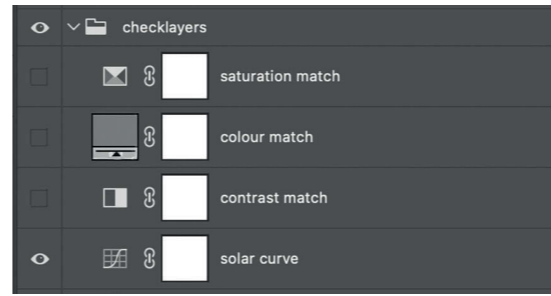 checklayers
saturation match
colour match
contrast match
solar curve